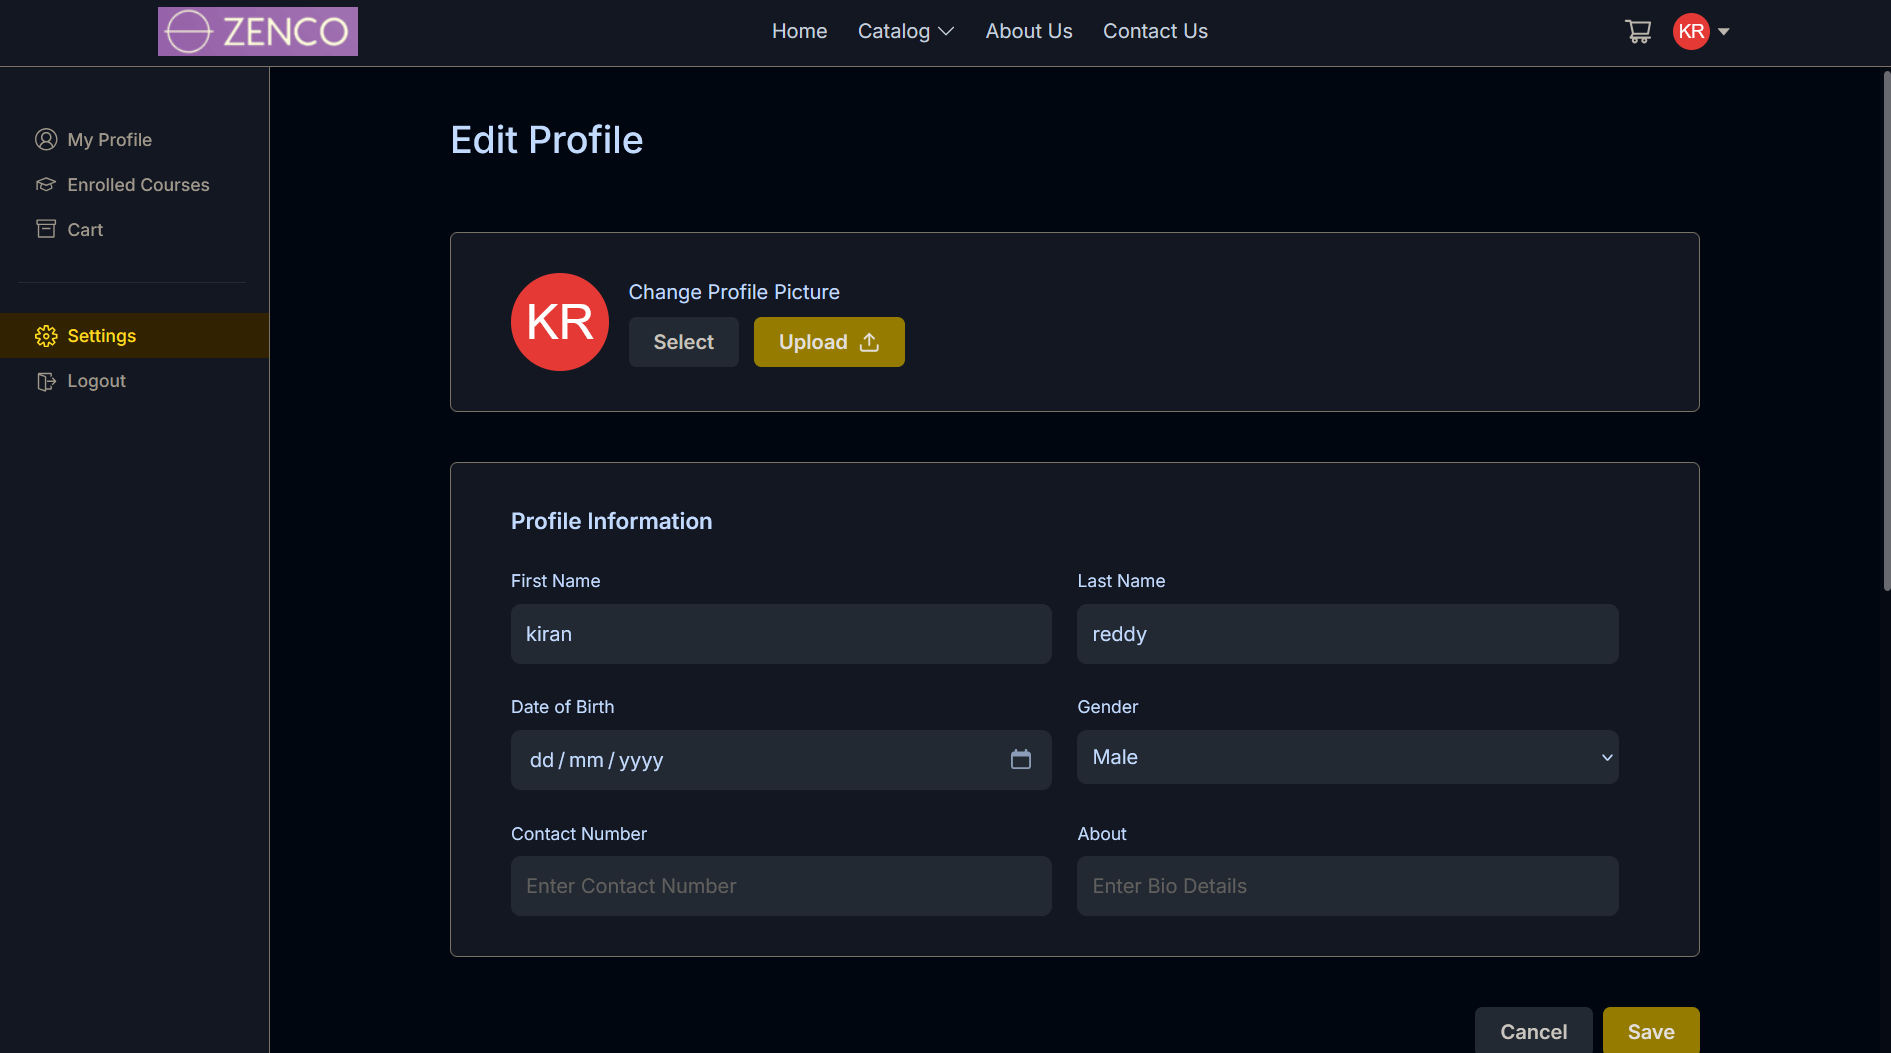 ZENCO
Home Catalog About Us Contact Us
KR
My Profile
Enrolled Courses
Cart
Settings
Logout
Edit Profile
KR
Change Profile Picture
Select Upload
Profile Information
First Name Last Name
kiran reddy
Date of Birth Gender
dd/mm/yyyy Male
Contact Number About
Enter Contact Number Enter Bio Details
Cancel Save